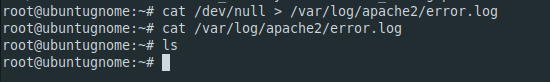 root@ubuntugnome:~# cat /dev/null > /var/log/apache2/error.log
root@ubuntugnome:~# cat /var/log/apache2/error.log
root@ubuntugnome:~# ls
root@ubuntugnome:~#